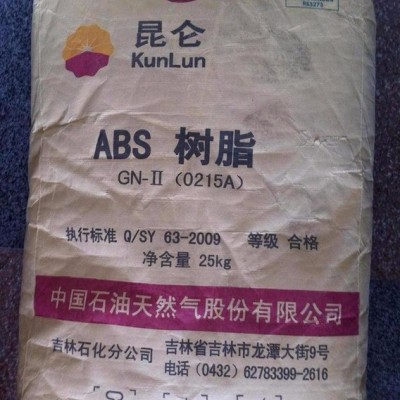 昆仑
KunLun
ABS 树脂
GN-Ⅱ (0215A)
执行标准 Q/SY 63-2009 等级 合格
净含量 25kg
中国石油天然气股份有限公司
吉林石化分公司 吉林省吉林市龙潭大街9号
电话 (0432) 62783399-2616